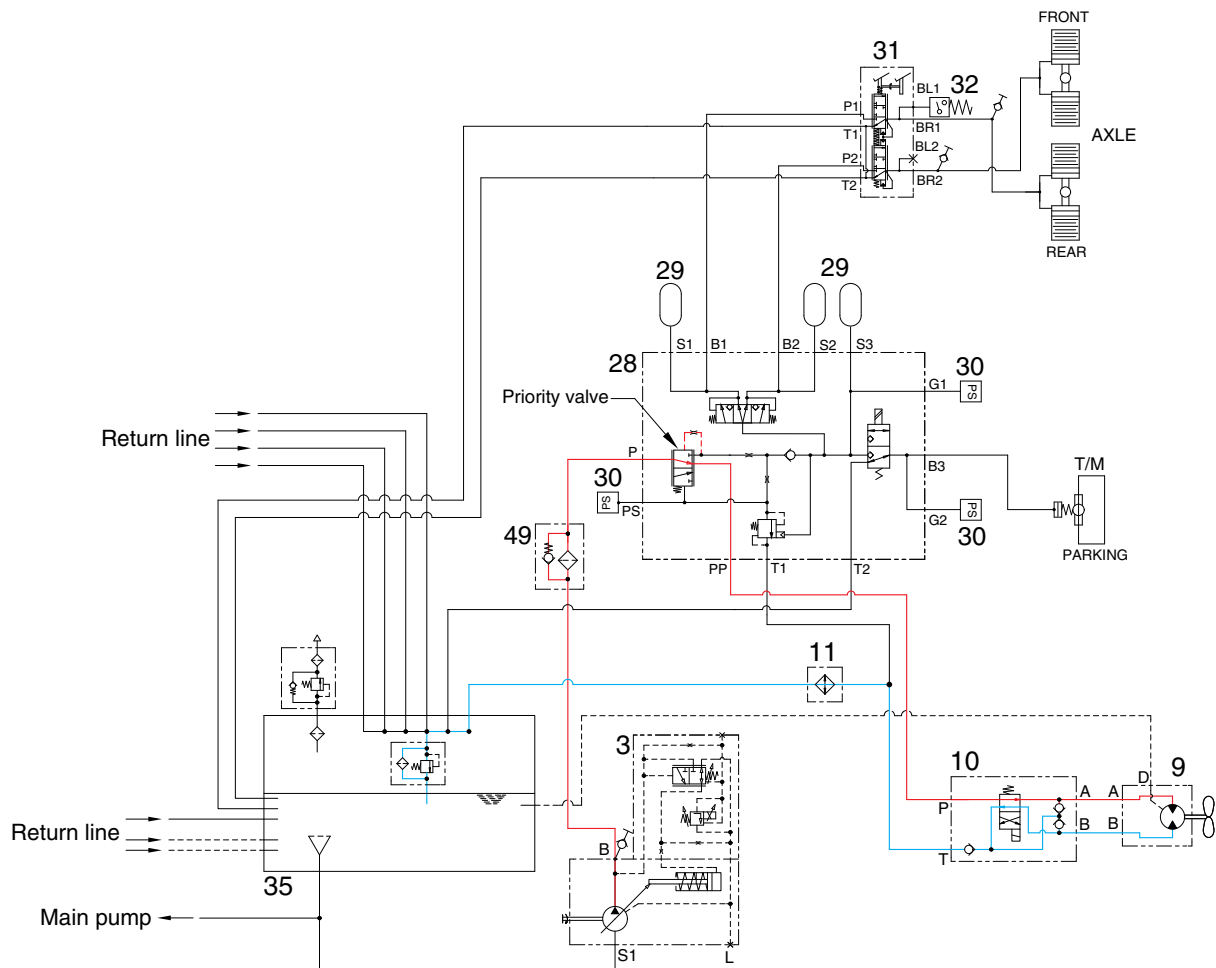 FRONT
31
BL1
32
P1
T1
BR1
AXLE
BL2
P2
T2
BR2
REAR
29
29
S1
B1
B2
S2
S3
28
30
G1
Priority valve
Return line
P
T/M
B3
30
PS
PS
PS
PS
G2
30
49
PARKING
PP
T1
T2
11
3
10
9
D
P
A
A
B
B
T
Return line
B
35
Main pump
S1
L